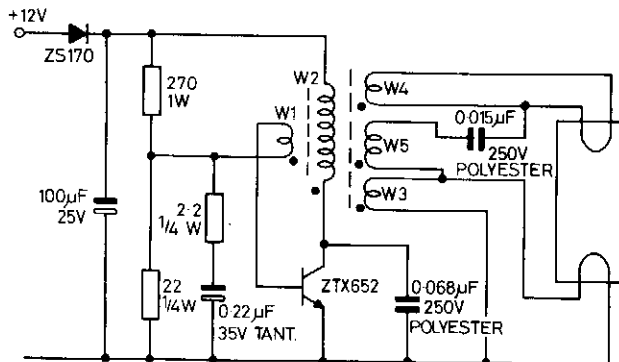 +12V
ZS170
270
1W
W2
W1
W4
0·015µF
W5
250V
POLYESTER
W3
100µF
25V
2·2
1/4 W
22
1/4W
0·22µF
35V TANT.
ZTX652
0·068µF
250V
POLYESTER